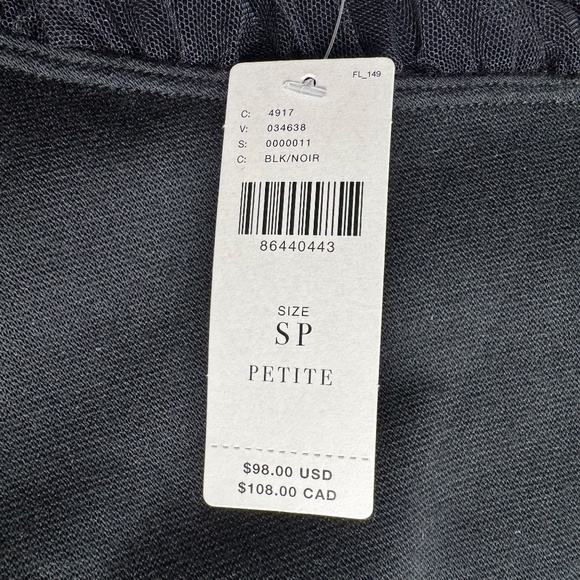 FL_149
C: 4917
V: 034638
S: 0000011
C: BLK/NOIR
86440443
SIZE
SP
PETITE
$98.00 USD
$108.00 CAD